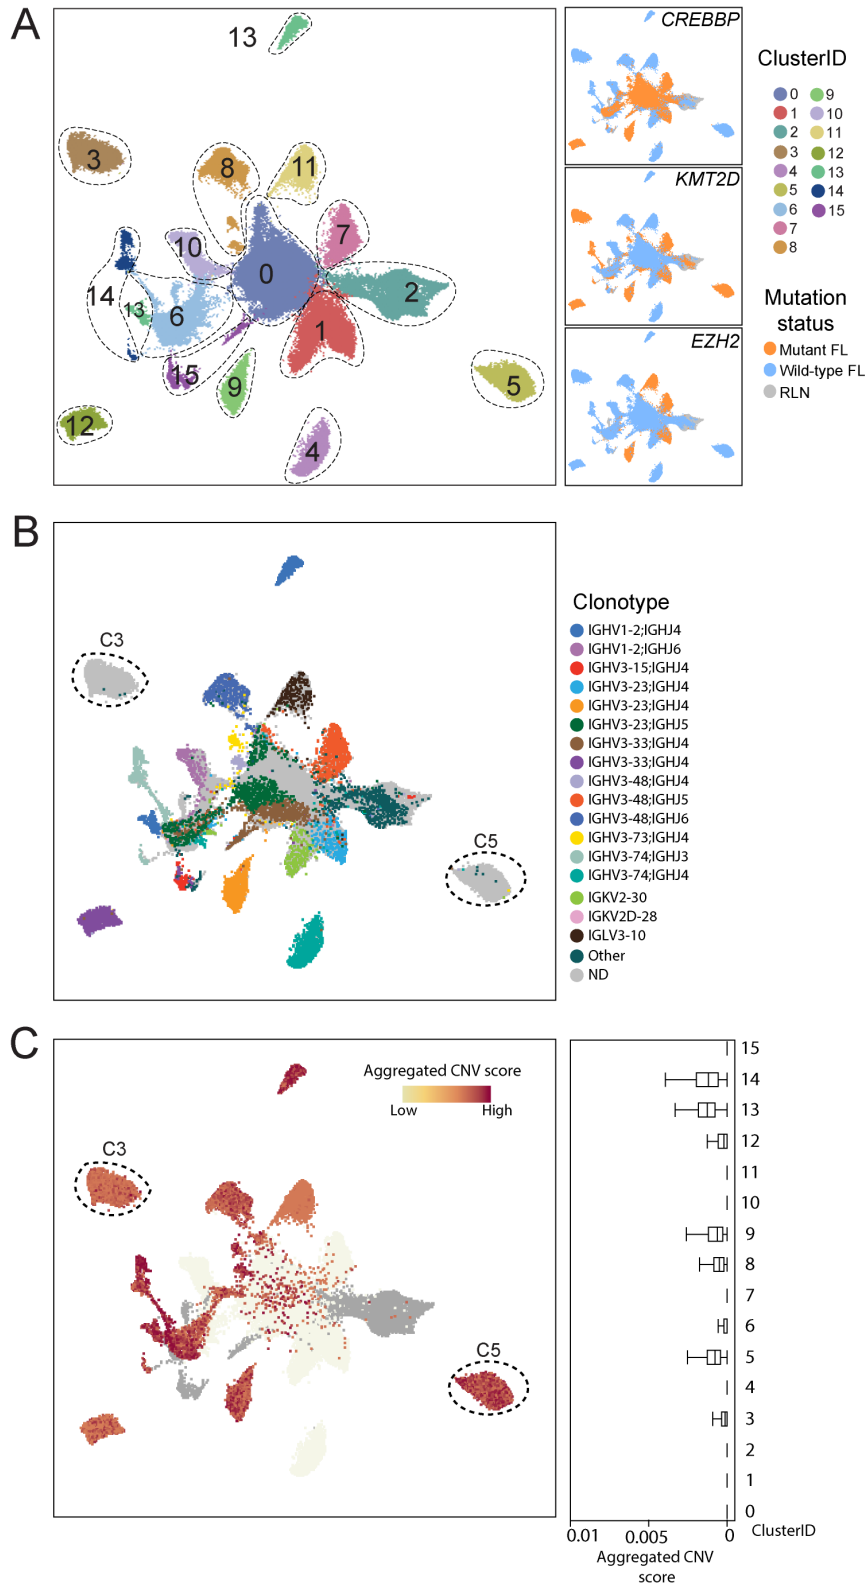 A
13
3
8
11
10
7
0
2
14
13
6
1
15
9
5
12
4
CREBBP
KMT2D
EZH2
ClusterID
0 9
1 10
2 11
3 12
4 13
5 14
6 15
7
8
Mutation
status
Mutant FL
Wild-type FL
RLN
B
C3
C5
Clonotype
IGHV1-2;IGHJ4
IGHV1-2;IGHJ6
IGHV3-15;IGHJ4
IGHV3-23;IGHJ4
IGHV3-23;IGHJ4
IGHV3-23;IGHJ5
IGHV3-33;IGHJ4
IGHV3-33;IGHJ4
IGHV3-48;IGHJ4
IGHV3-48;IGHJ5
IGHV3-48;IGHJ6
IGHV3-73;IGHJ4
IGHV3-74;IGHJ3
IGHV3-74;IGHJ4
IGKV2-30
IGKV2D-28
IGLV3-10
Other
ND
C
Aggregated CNV score
Low High
C3
C5
15
14
13
12
11
10
9
8
7
6
5
4
3
2
1
0
0.01 0.005 0
ClusterID
Aggregated CNV
score